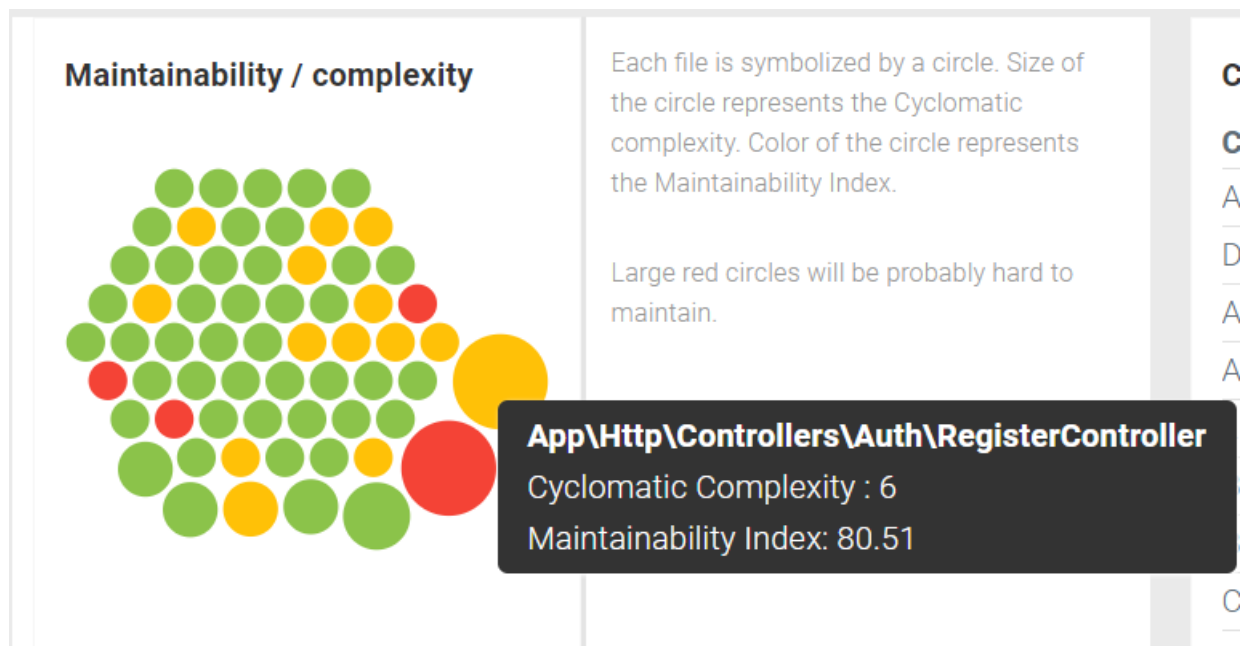 Maintainability / complexity
Each file is symbolized by a circle. Size of
the circle represents the Cyclomatic
complexity. Color of the circle represents
the Maintainability Index.
Large red circles will be probably hard to
maintain.
App\Http\Controllers\Auth\RegisterController
Cyclomatic Complexity : 6
Maintainability Index: 80.51
C
C
A
D
A
A
C